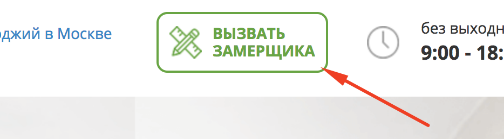 оджий в Москве
ВЫЗВАТЬ
ЗАМЕРЩИКА
без выходн
9:00 - 18: